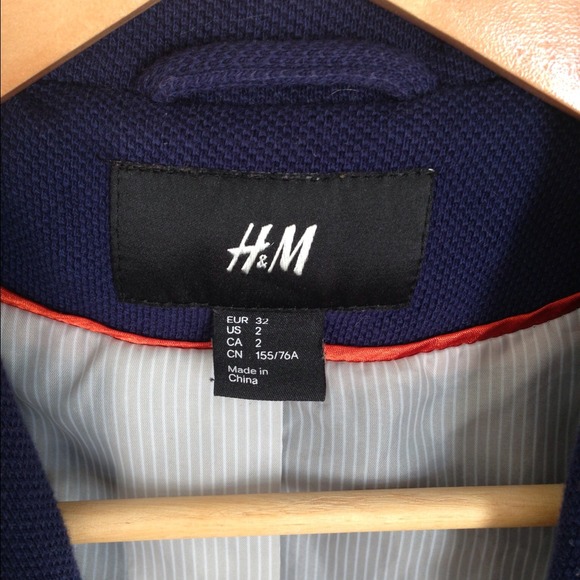 H&M
EUR 32
US 2
CA 2
CN 155/76A
Made in
China